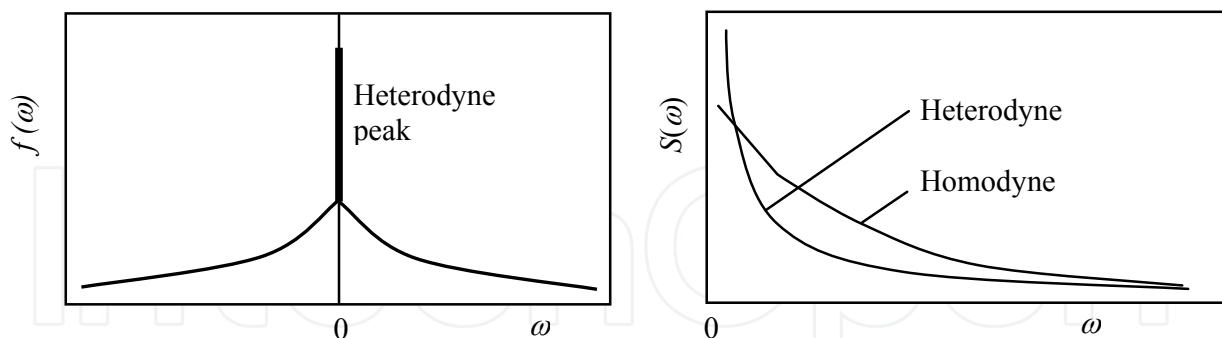 f (ω)
Heterodyne
peak
0
ω
S(ω)
Heterodyne
Homodyne
0
ω